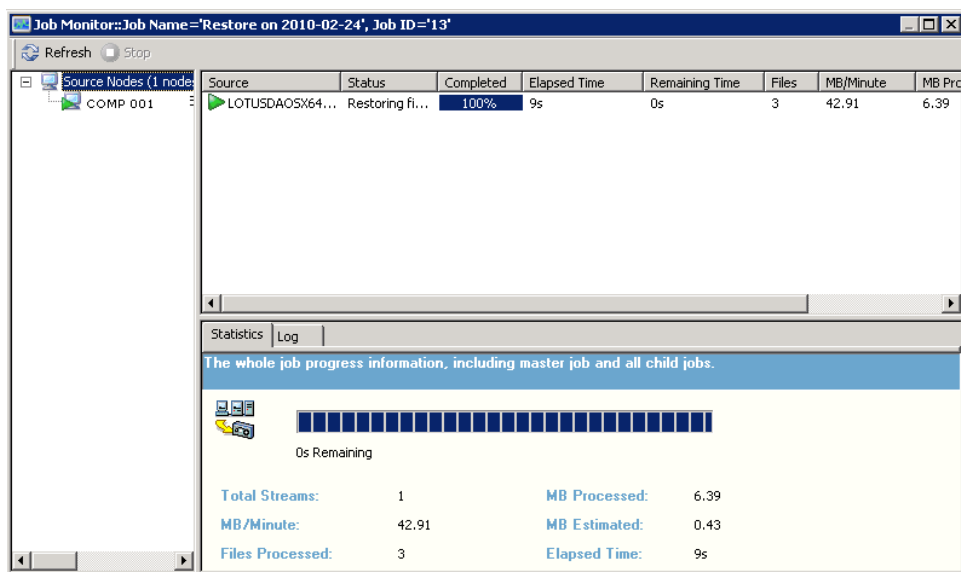 Job Monitor::Job Name='Restore on 2010-02-24', Job ID='13'
Refresh Stop
Source Nodes (1 node
COMP 001
Source Status Completed Elapsed Time Remaining Time Files MB/Minute MB Pro
LOTUSDAOSX64... Restoring fi... 100% 9s 0s 3 42.91 6.39
Statistics Log
The whole job progress information, including master job and all child jobs.
0s Remaining
Total Streams: 1 MB Processed: 6.39
MB/Minute: 42.91 MB Estimated: 0.43
Files Processed: 3 Elapsed Time: 9s